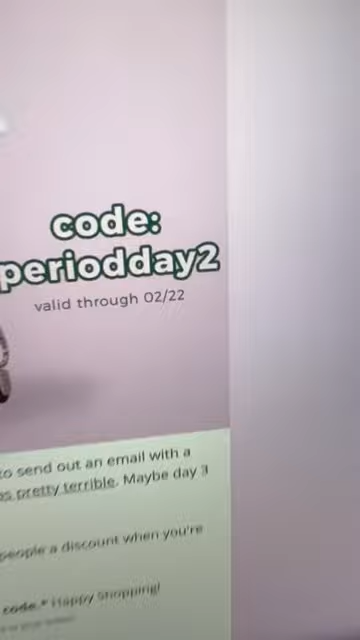 code:
periodday2
valid through 02/22
to send out an email with a
as pretty terrible. Maybe day 3
people a discount when you're
code.* Happy Shopping!